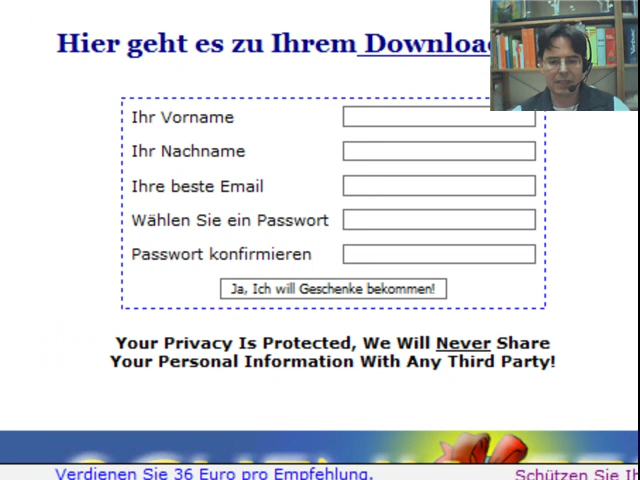 Hier geht es zu Ihrem
Ihr Vorname
Ihr Nachname
Ihre beste Email
Wählen Sie ein Passwort
Passwort konfirmieren
Ja, Ich will Geschenke bekommen!
Your Privacy Is Protected, We Will Never Share
Your Personal Information With Any Third Party!
Verdienen Sie 36 Euro pro Empfehlung.
Schützen Sie